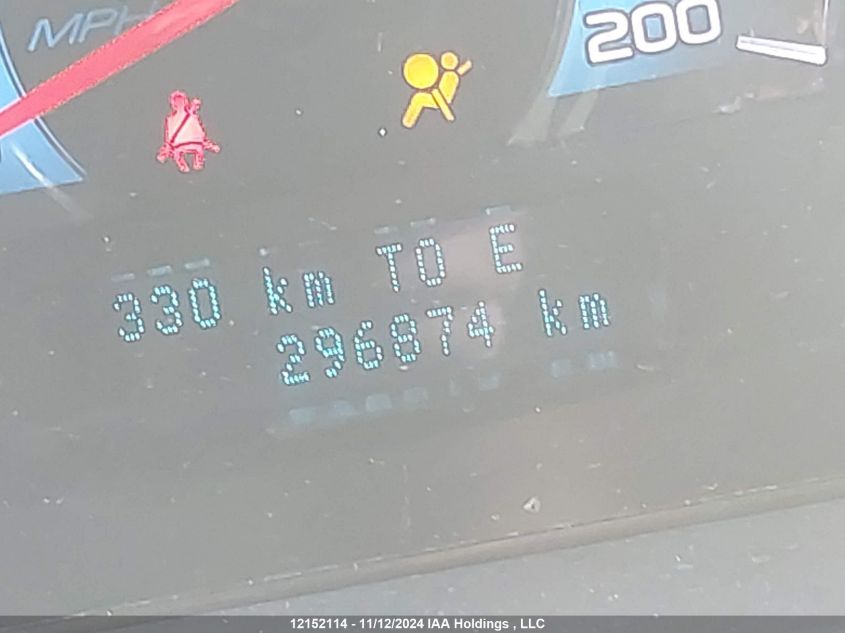 MPH
200
330 km TO E
296874 km
12152114 - 11/12/2024 IAA Holdings , LLC